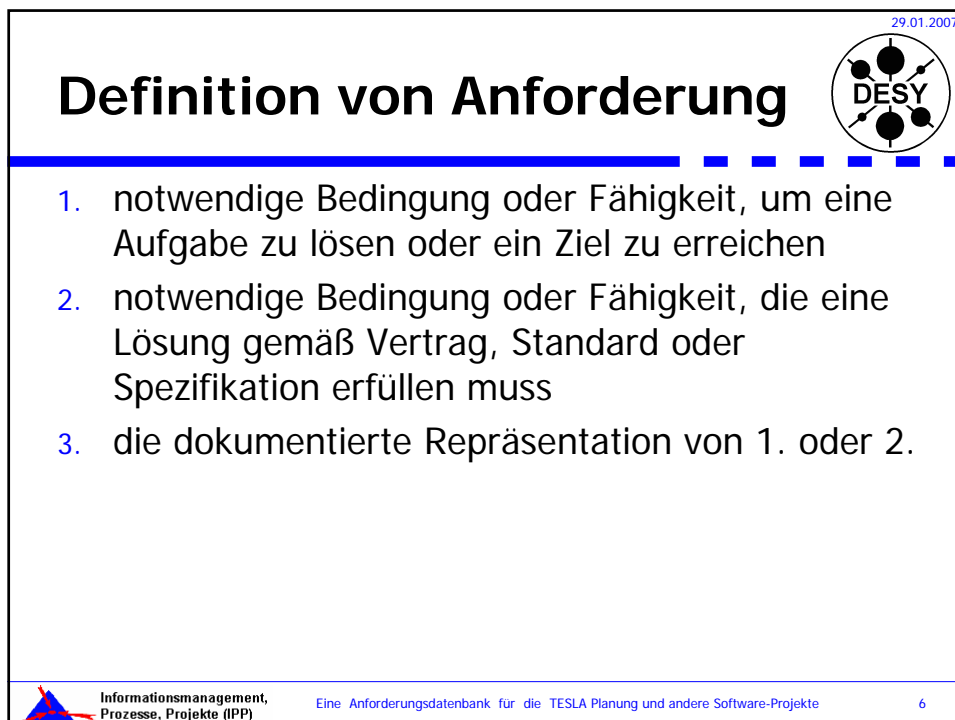 29.01.2007
Definition von Anforderung
DESY
1. notwendige Bedingung oder Fähigkeit, um eine
Aufgabe zu lösen oder ein Ziel zu erreichen
2. notwendige Bedingung oder Fähigkeit, die eine
Lösung gemäß Vertrag, Standard oder
Spezifikation erfüllen muss
3. die dokumentierte Repräsentation von 1. oder 2.
Informationsmanagement,
Prozesse, Projekte (IPP)
Eine Anforderungsdatenbank für die TESLA Planung und andere Software-Projekte
6